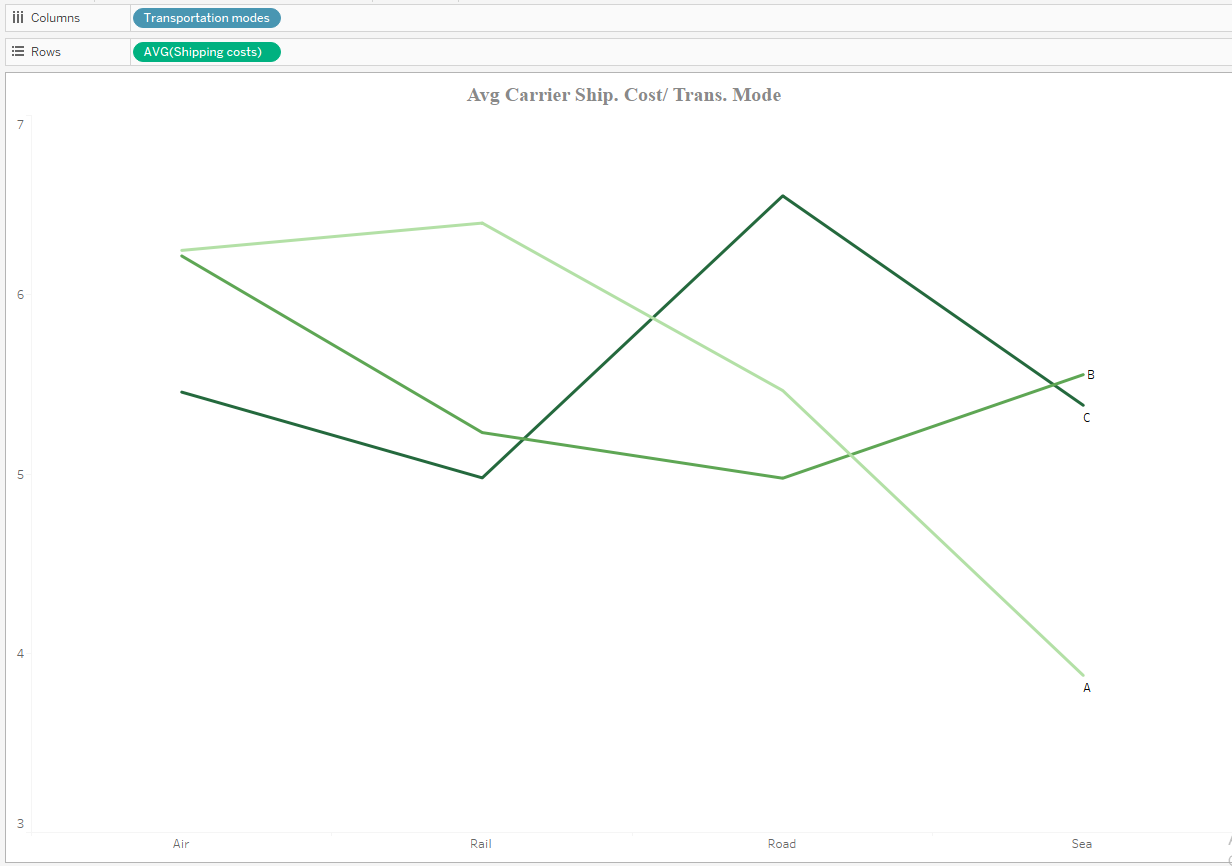 Columns Transportation modes
Rows AVG(Shipping costs)
Avg Carrier Ship. Cost/ Trans. Mode
7
6
5
4
3
B
C
A
Air Rail Road Sea